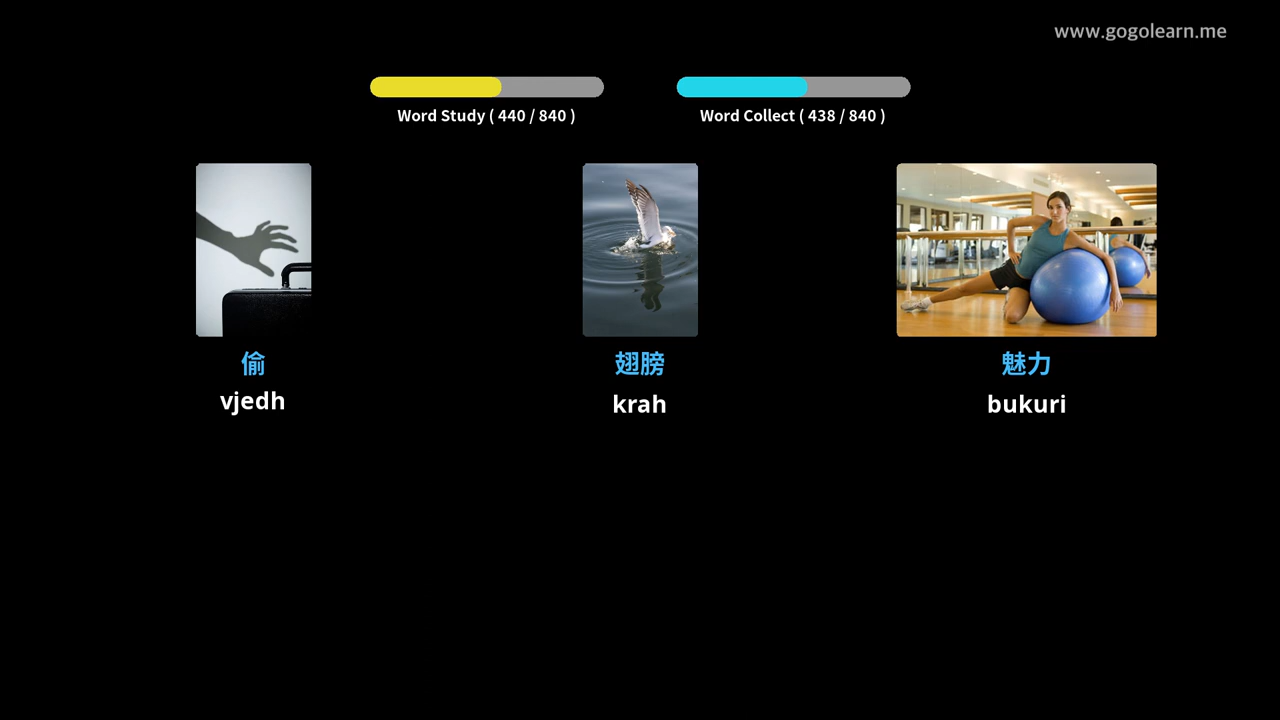 www.gogolearn.me
Word Study ( 440 / 840 )
Word Collect ( 438 / 840 )
偷
vjedh
翅膀
krah
魅力
bukuri